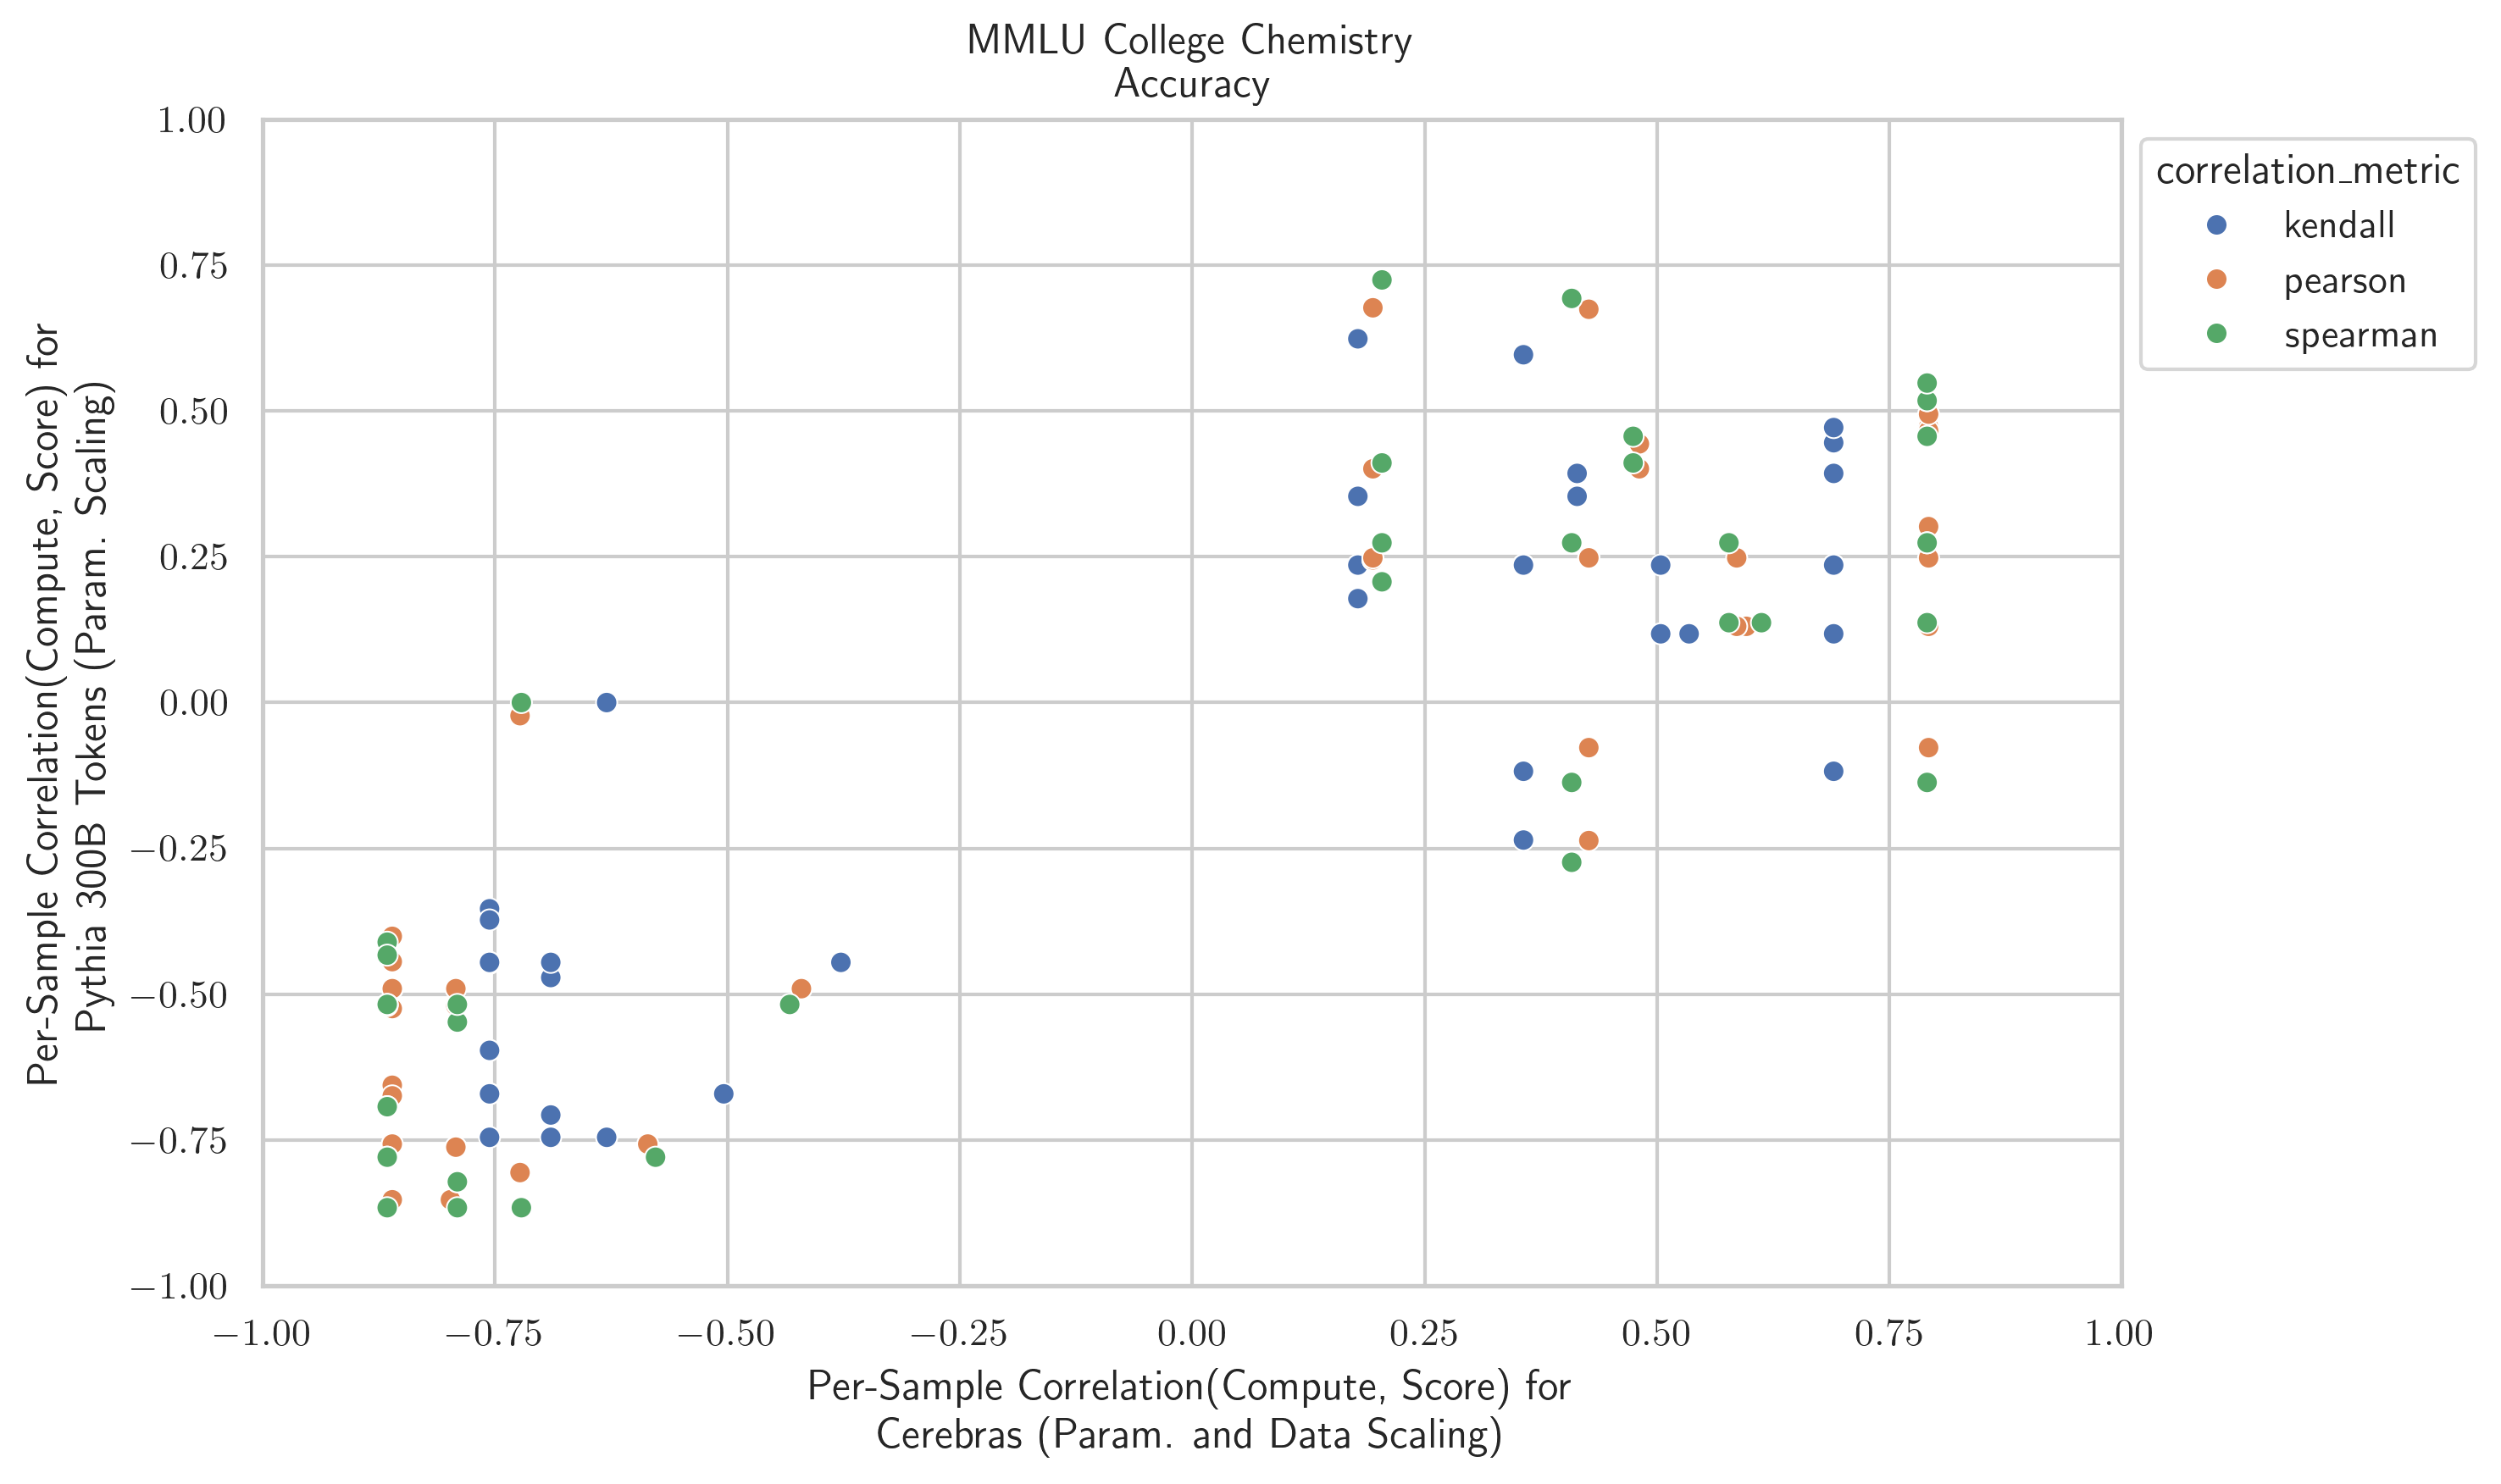 MMLU College Chemistry
Accuracy
1.00
0.75
0.50
0.25
0.00
−0.25
−0.50
−0.75
−1.00
Per-Sample Correlation(Compute, Score) for
Pythia 300B Tokens (Param. Scaling)
correlation_metric
kendall
pearson
spearman
−1.00 −0.75 −0.50 −0.25 0.00 0.25 0.50 0.75 1.00
Per-Sample Correlation(Compute, Score) for
Cerebras (Param. and Data Scaling)